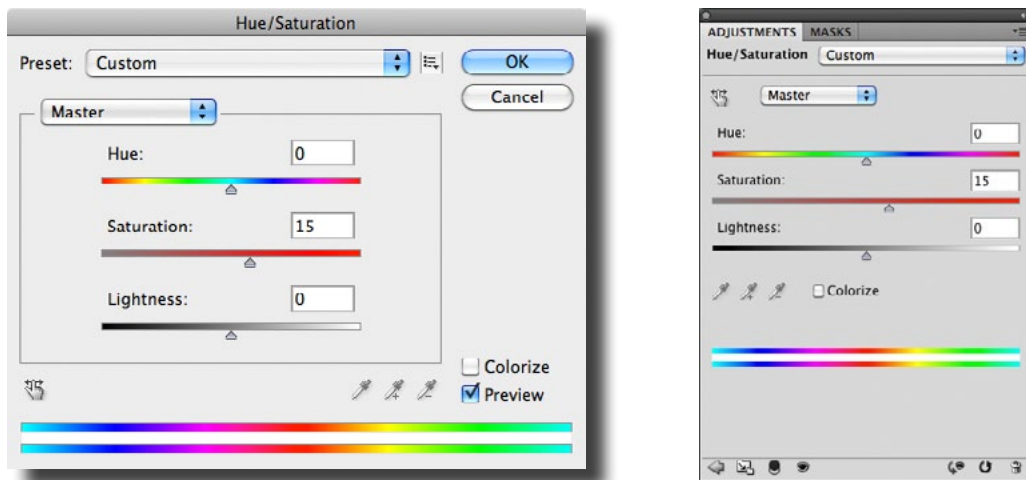 Hue/Saturation
Preset: Custom
OK
Cancel
Master
Hue: 0
Saturation: 15
Lightness: 0
Colorize
Preview
ADJUSTMENTS MASKS
Hue/Saturation Custom
Master
Hue: 0
Saturation: 15
Lightness: 0
Colorize